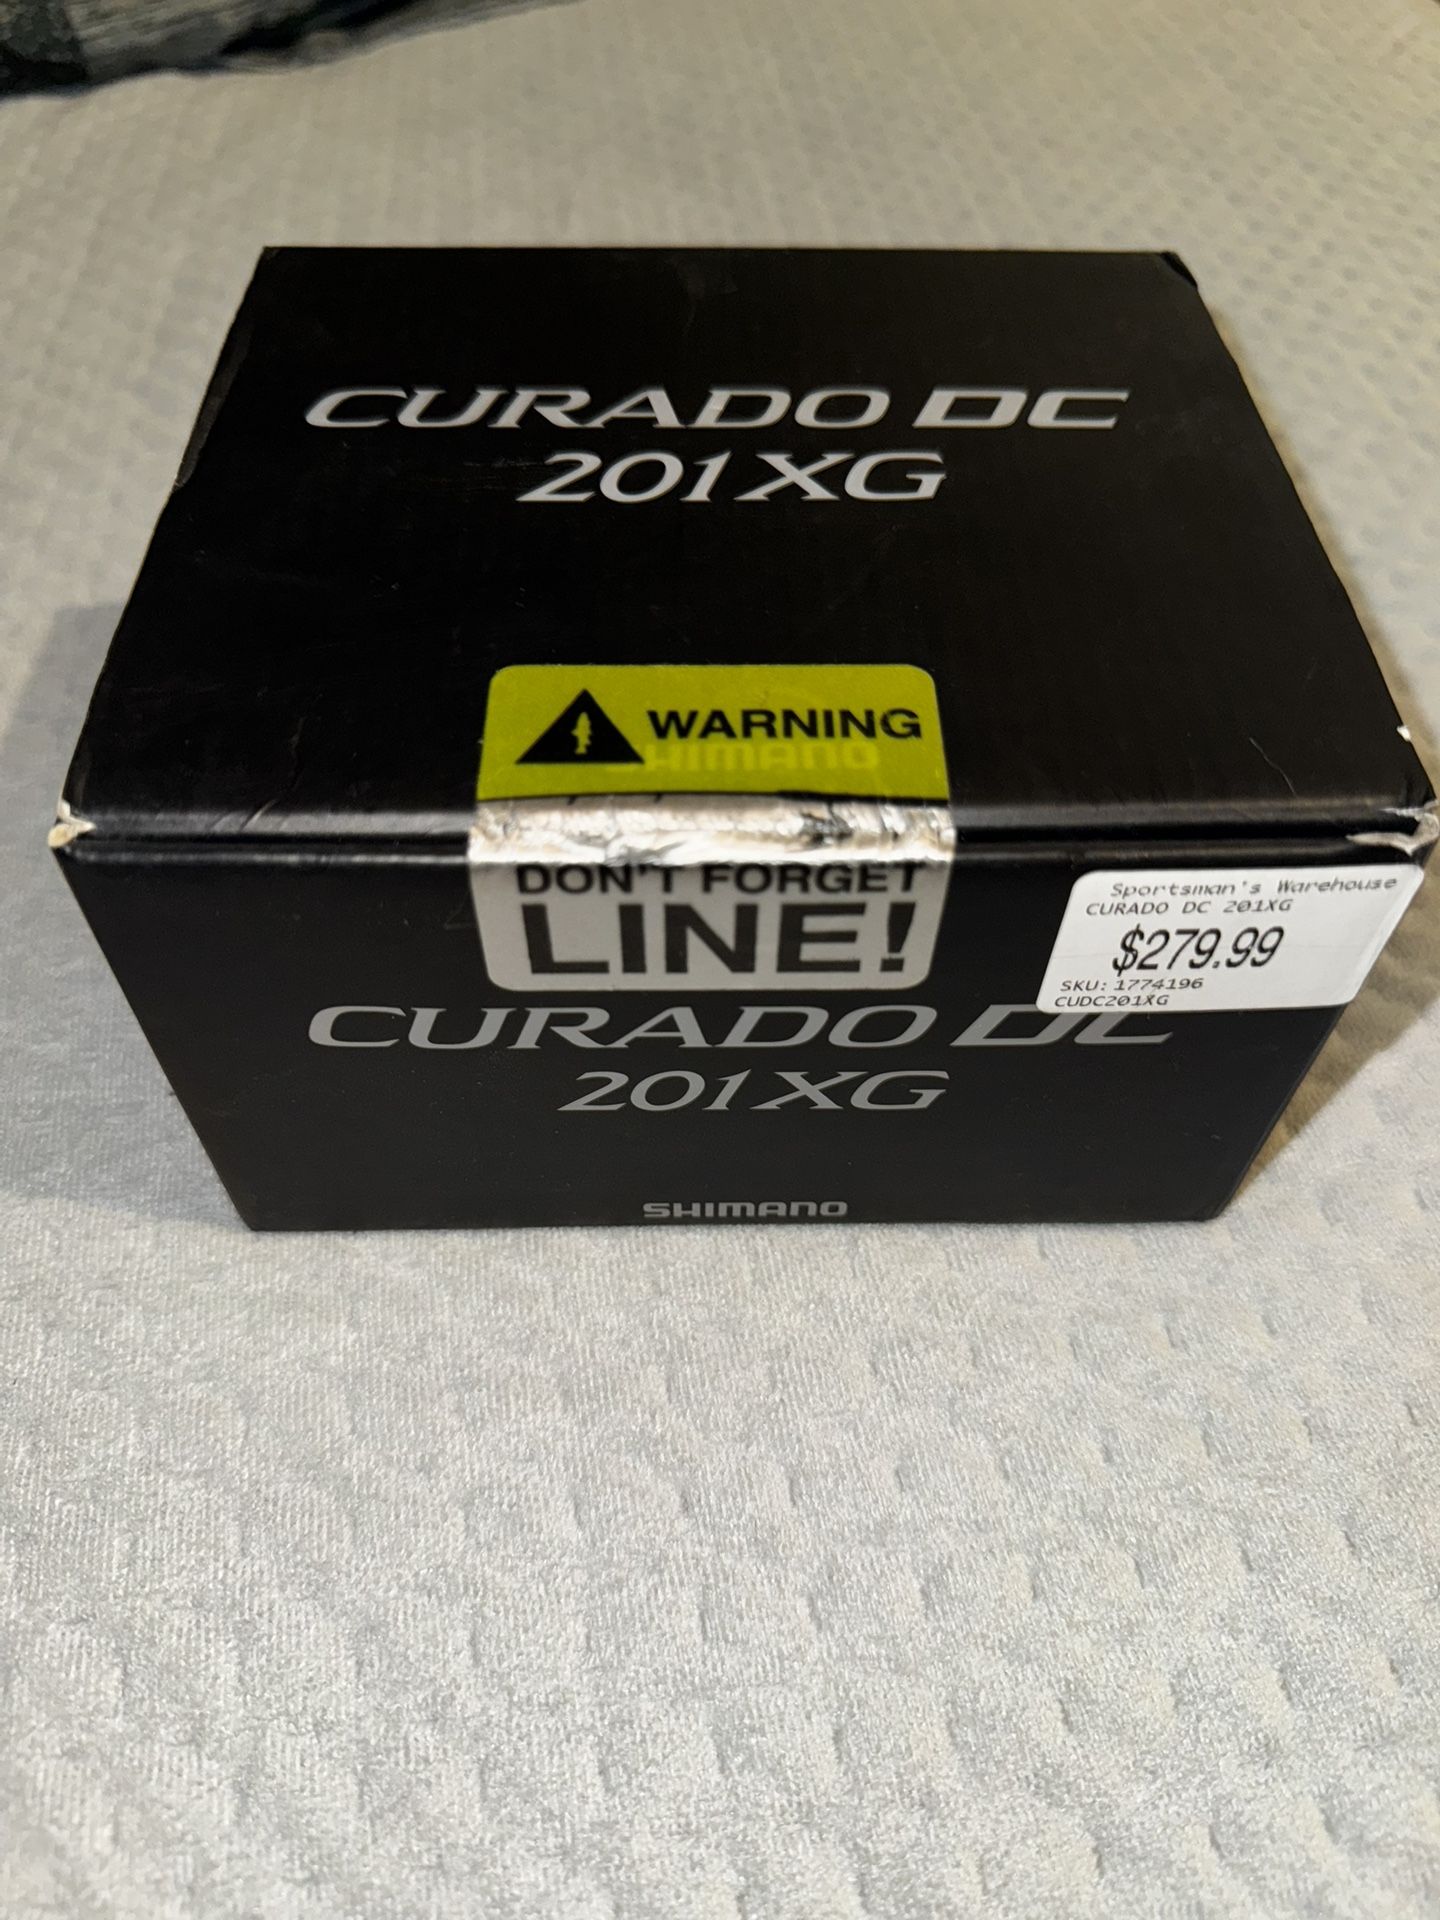 CURADO DC
201XG
WARNING
SHIMANO
DON'T FORGET
LINE!
Sportsman's Warehouse
CURADO DC 201XG
$279.99
SKU: 1774196
CUDC201XG
CURADO DC
201XG
SHIMANO